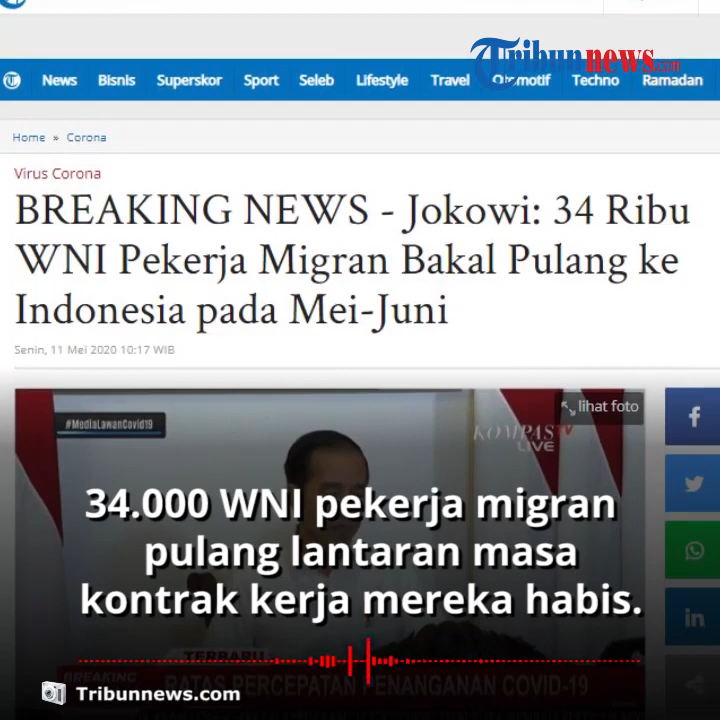 Tribunnews.com
News Bisnis Superskor Sport Seleb Lifestyle Travel Otomotif Techno Ramadan
Home » Corona
Virus Corona
BREAKING NEWS - Jokowi: 34 Ribu
WNI Pekerja Migran Bakal Pulang ke
Indonesia pada Mei-Juni
Senin, 11 Mei 2020 10:17 WIB
lihat foto
#MediaLawanCovid19
KOMPAS TV
LIVE
34.000 WNI pekerja migran
pulang lantaran masa
kontrak kerja mereka habis.
TERBARU
BREAKING
RATAS PERCEPATAN PENANGANAN COVID-19
Tribunnews.com